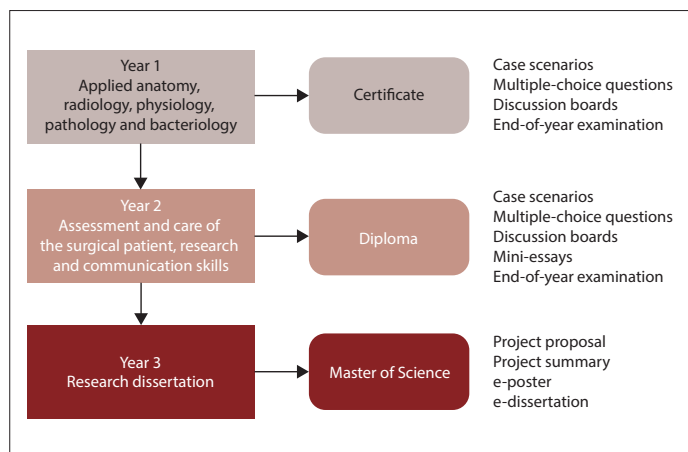 Year 1
Applied anatomy,
radiology, physiology,
pathology and bacteriology
Certificate
Case scenarios
Multiple-choice questions
Discussion boards
End-of-year examination
Year 2
Assessment and care of
the surgical patient, research
and communication skills
Diploma
Case scenarios
Multiple-choice questions
Discussion boards
Mini-essays
End-of-year examination
Year 3
Research dissertation
Master of Science
Project proposal
Project summary
e-poster
e-dissertation